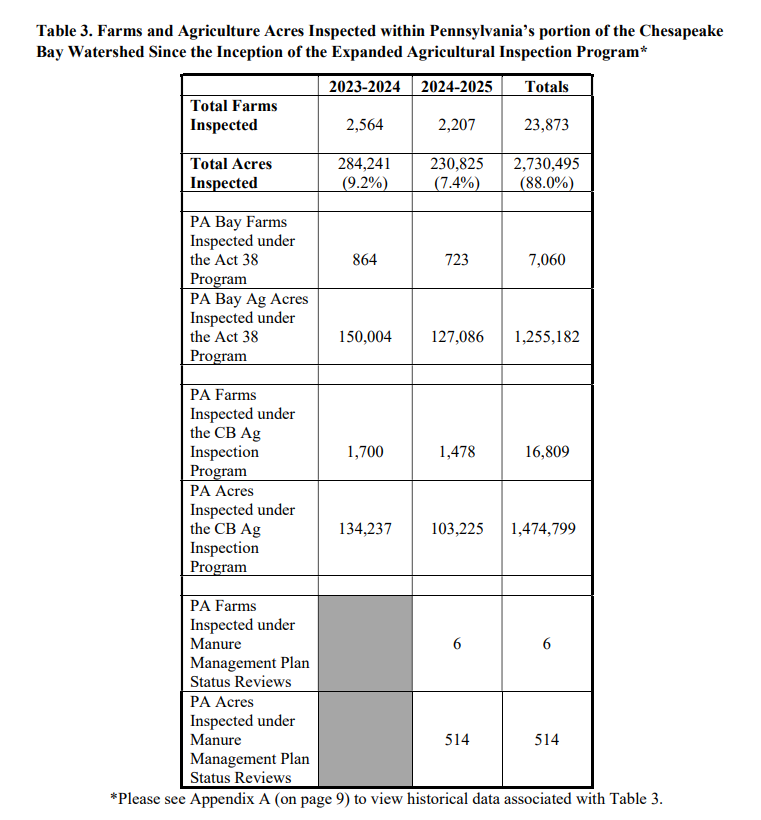 Table 3. Farms and Agriculture Acres Inspected within Pennsylvania’s portion of the Chesapeake
Bay Watershed Since the Inception of the Expanded Agricultural Inspection Program*
2023-2024 2024-2025 Totals
Total Farms
Inspected 2,564 2,207 23,873
Total Acres 284,241 230,825 2,730,495
Inspected (9.2%) (7.4%) (88.0%)
PA Bay Farms
Inspected under
the Act 38 864 723 7,060
Program
PA Bay Ag Acres
Inspected under
the Act 38 150,004 127,086 1,255,182
Program
PA Farms
Inspected under
the CB Ag
Inspection 1,700 1,478 16,809
Program
PA Acres
Inspected under
the CB Ag 134,237 103,225 1,474,799
Inspection
Program
PA Farms
Inspected under
Manure 6 6
Management Plan
Status Reviews
PA Acres
Inspected under
Manure 514 514
Management Plan
Status Reviews
*Please see Appendix A (on page 9) to view historical data associated with Table 3.